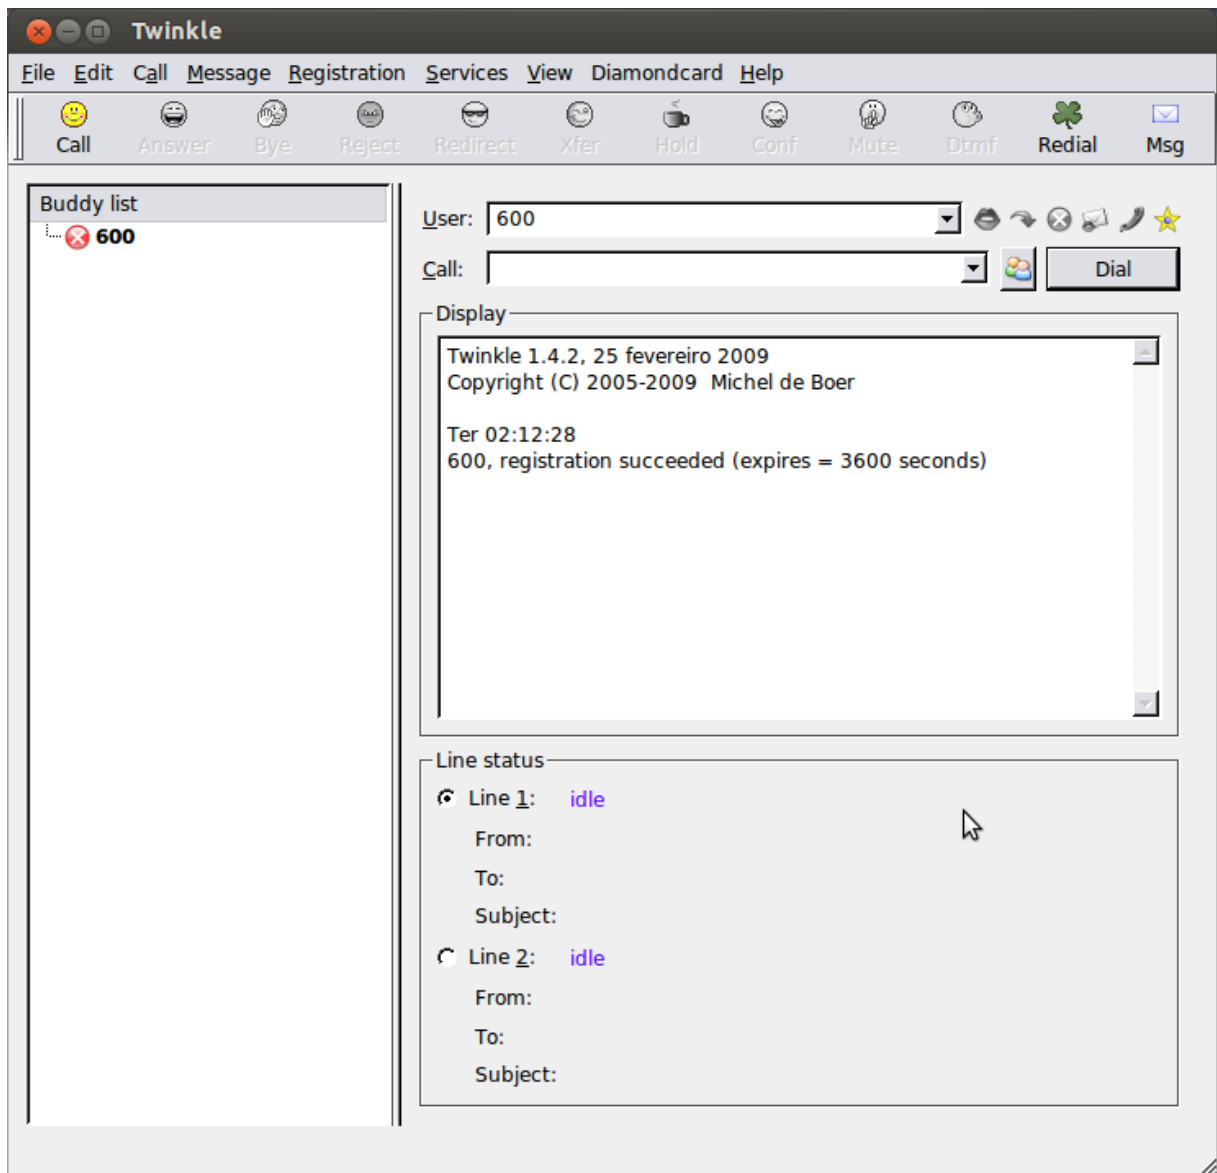 Twinkle
File Edit Call Message Registration Services View Diamondcard Help
Call Answer Bye Reject Redirect Xfer Hold Conf Mute Dtmf Redial Msg
Buddy list
600
User: 600
Call: Dial
Display
Twinkle 1.4.2, 25 fevereiro 2009
Copyright (C) 2005-2009 Michel de Boer
Ter 02:12:28
600, registration succeeded (expires = 3600 seconds)
Line status
Line 1: idle
From:
To:
Subject:
Line 2: idle
From:
To:
Subject: